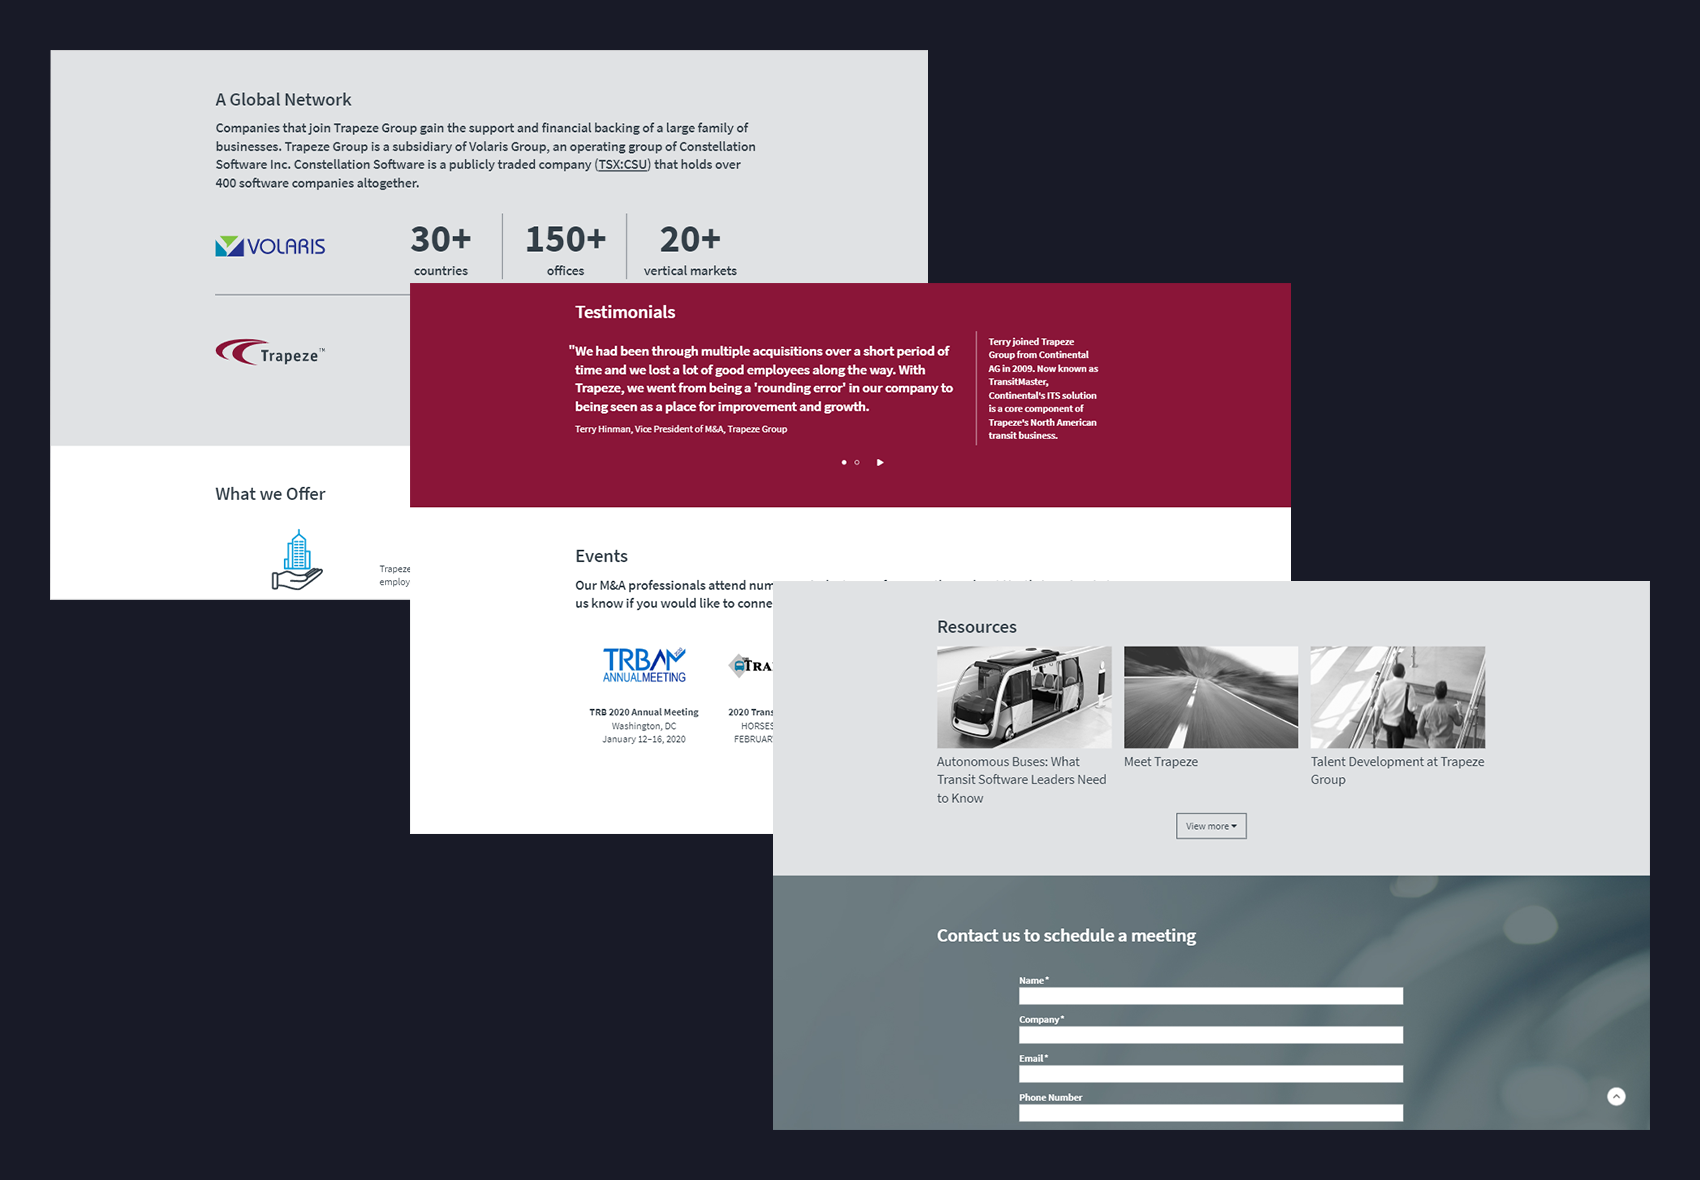 A Global Network
Companies that join Trapeze Group gain the support and financial backing of a large family of
businesses. Trapeze Group is a subsidiary of Volaris Group, an operating group of Constellation
Software Inc. Constellation Software is a publicly traded company (TSX:CSU) that holds over
400 software companies altogether.
VOLARIS
30+
countries
150+
offices
20+
vertical markets
Trapeze™
What we Offer
Trapeze
employ
Testimonials
"We had been through multiple acquisitions over a short period of
time and we lost a lot of good employees along the way. With
Trapeze, we went from being a 'rounding error' in our company to
being seen as a place for improvement and growth.
Terry Hinman, Vice President of M&A, Trapeze Group
Terry joined Trapeze
Group from Continental
AG in 2009. Now known as
TransitMaster,
Continental's ITS solution
is a core component of
Trapeze's North American
transit business.
Events
Our M&A professionals attend num
us know if you would like to conne
TRBAM
ANNUALMEETING
TRB 2020 Annual Meeting
Washington, DC
January 12–16, 2020
TRA
2020 Trans
HORSES
FEBRUAR
Resources
Autonomous Buses: What
Transit Software Leaders Need
to Know
Meet Trapeze
Talent Development at Trapeze
Group
View more
Contact us to schedule a meeting
Name*
Company*
Email*
Phone Number